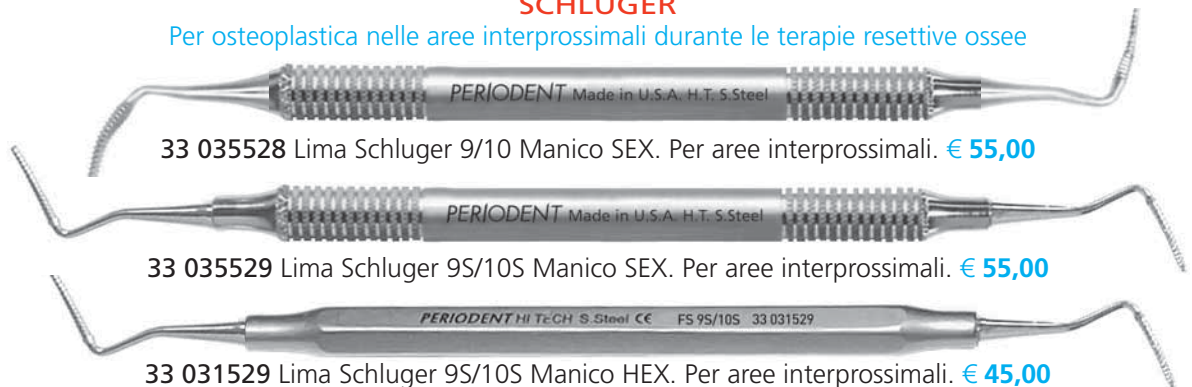 SCHLUGER
Per osteoplastica nelle aree interprossimali durante le terapie resettive ossee
PERIODENT Made in U.S.A. H.T. S.Steel
33 035528 Lima Schluger 9/10 Manico SEX. Per aree interprossimali. € 55,00
PERIODENT Made in U.S.A. H.T. S.Steel
33 035529 Lima Schluger 9S/10S Manico SEX. Per aree interprossimali. € 55,00
PERIODENT HI TECH S.Steel CE FS 9S/10S 33 031529
33 031529 Lima Schluger 9S/10S Manico HEX. Per aree interprossimali. € 45,00